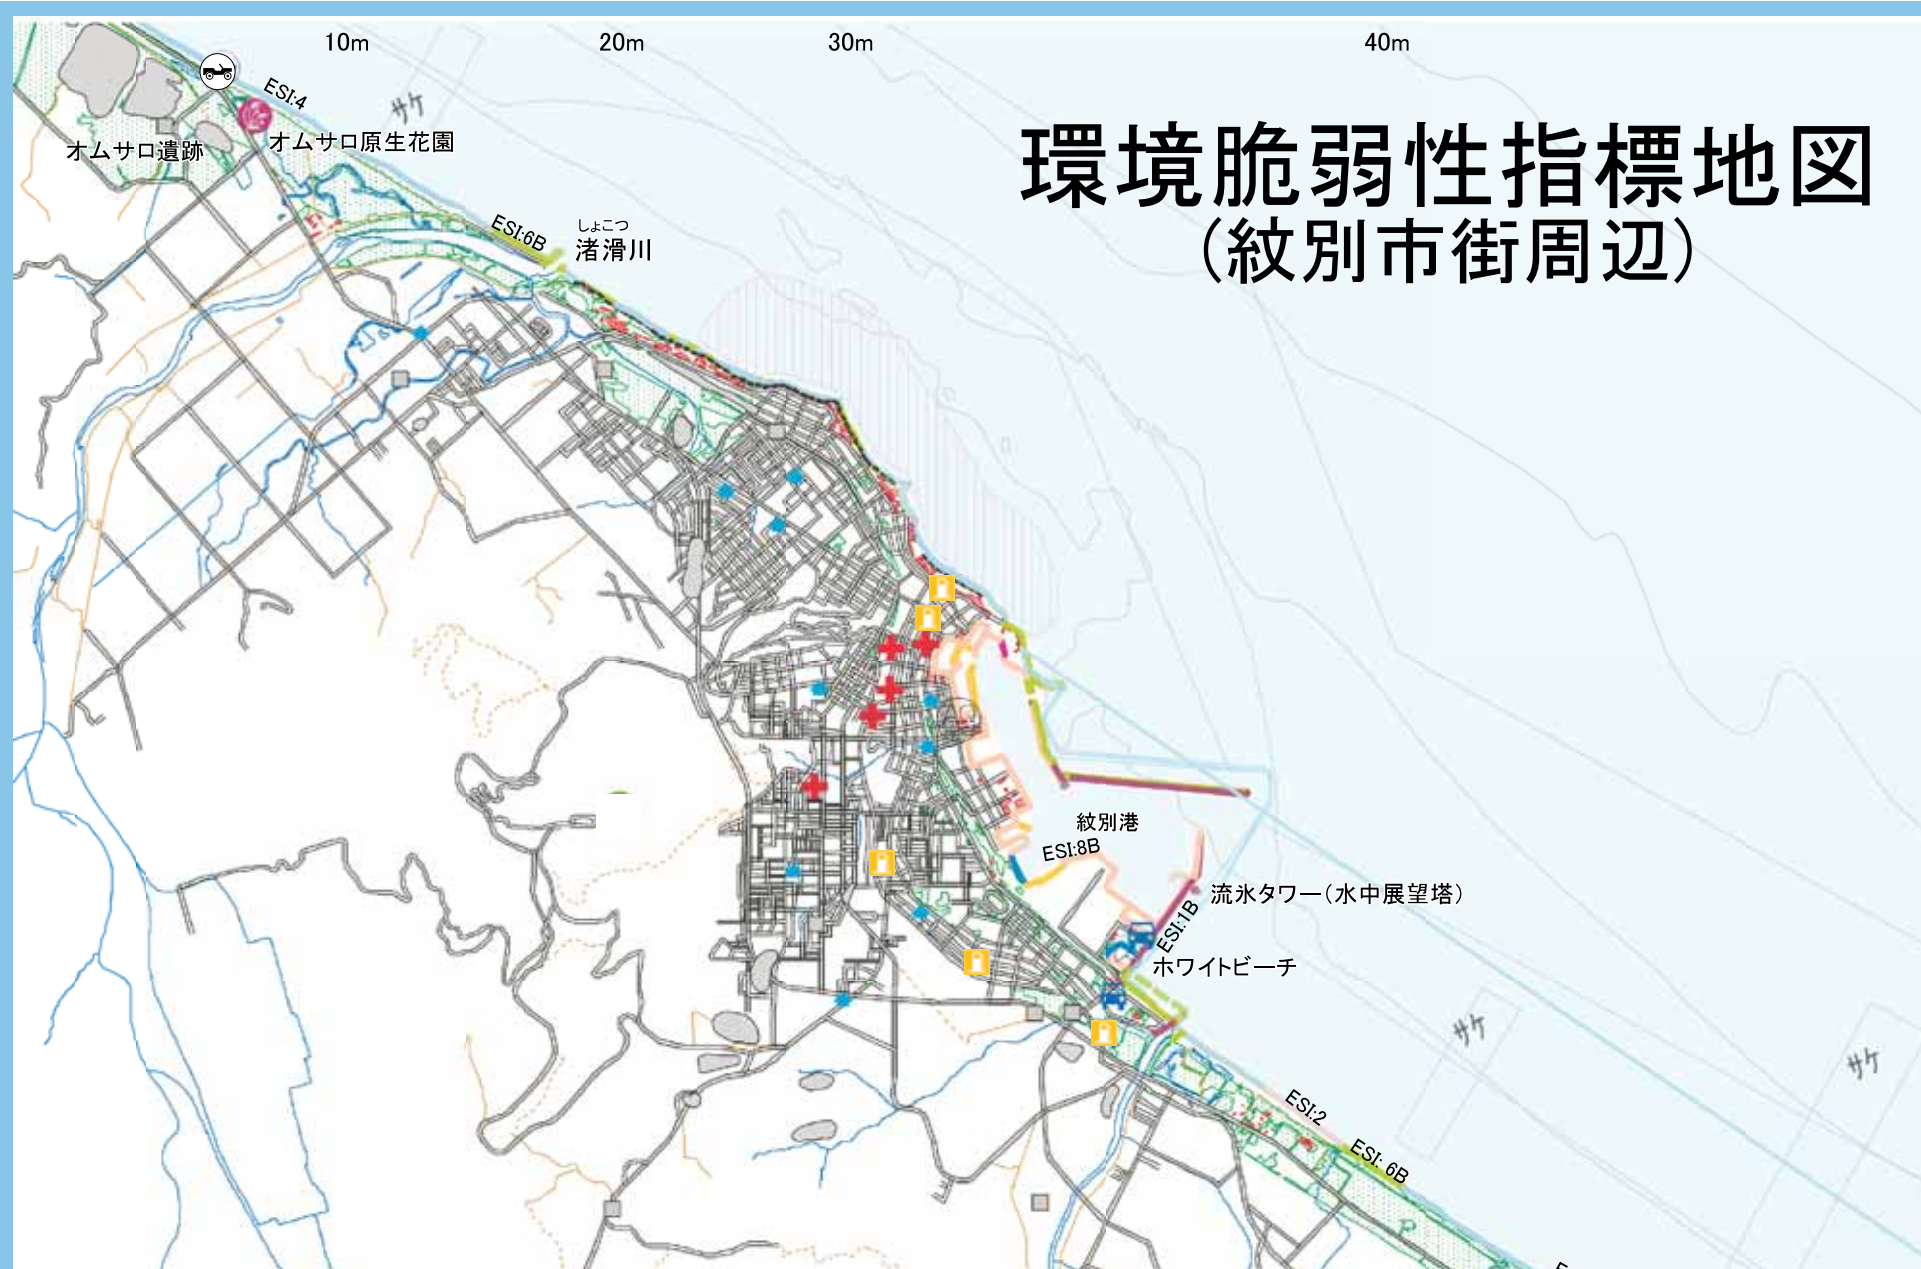 10m
20m
30m
40m
環境脆弱性指標地図
（紋別市街周辺）
ESI:4
サケ
オムサロ原生花園
オムサロ遺跡
ESI:6B
しょこつ
渚滑川
紋別港
ESI:8B
流氷タワー（水中展望塔）
ESI:1B
ホワイトビーチ
サケ
サケ
ESI:2
ESI: 6B